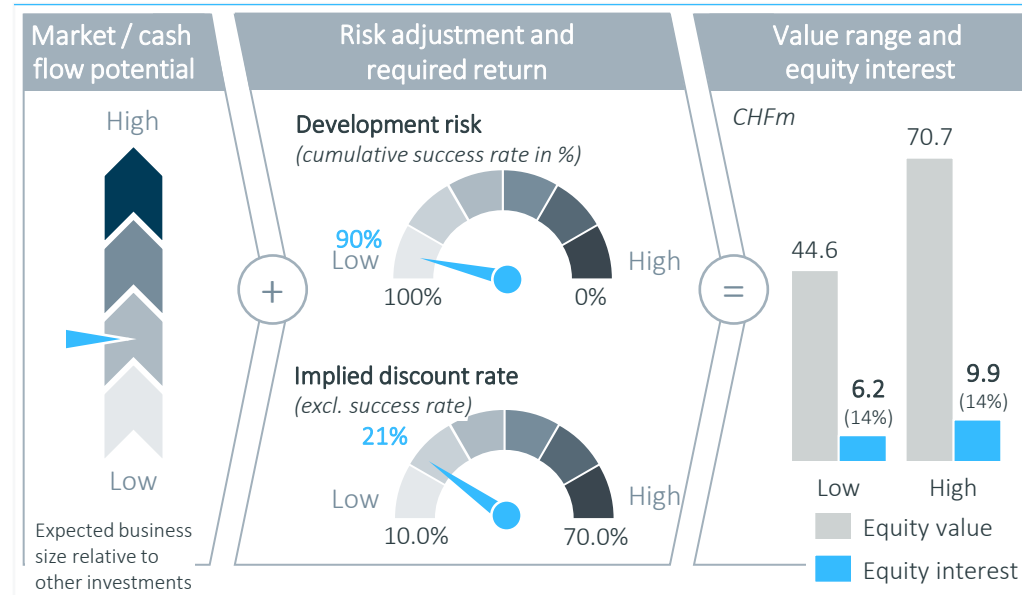 Market / cash
flow potential
High
Low
Expected business
size relative to
other investments
Risk adjustment and
required return
Development risk
(cumulative success rate in %)
90%
Low
High
100%
0%
+
Implied discount rate
(excl. success rate)
21%
Low
High
10.0%
70.0%
=
Value range and
equity interest
CHFm
70.7
44.6
9.9
(14%)
6.2
(14%)
Low
High
Equity value
Equity interest